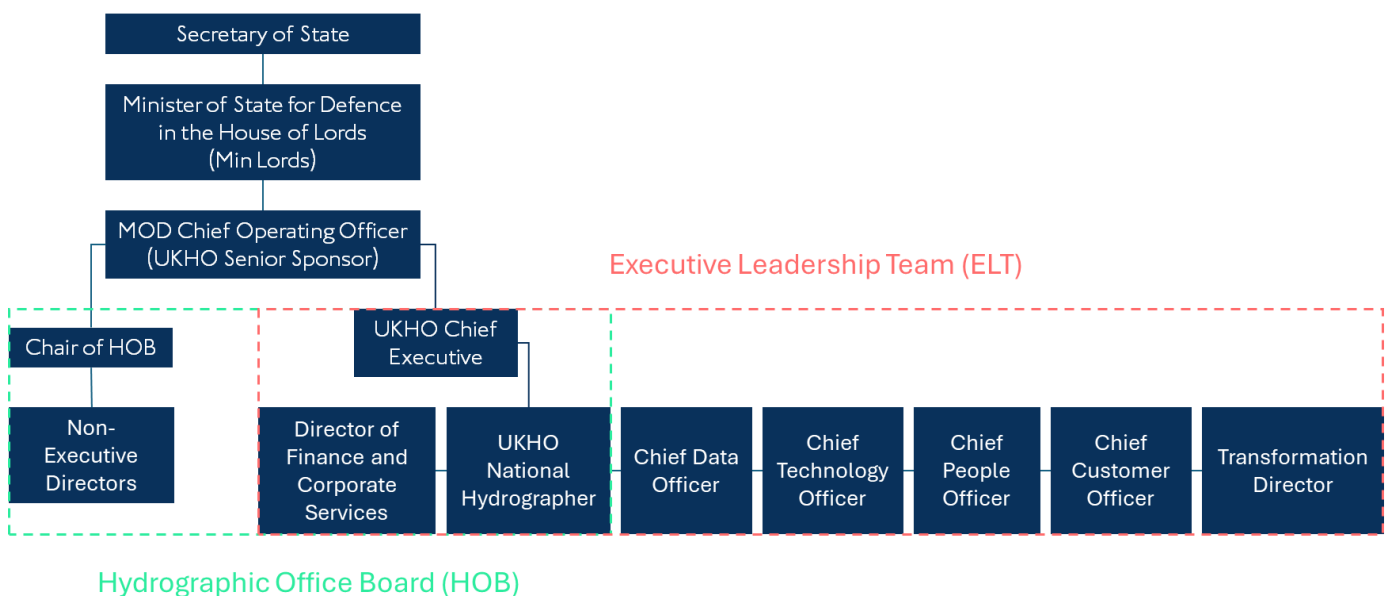 Secretary of State
Minister of State for Defence
in the House of Lords
(Min Lords)
MOD Chief Operating Officer
(UKHO Senior Sponsor)
Executive Leadership Team (ELT)
Chair of HOB
UKHO Chief
Executive
Non-
Executive
Directors
Director of
Finance and
Corporate
Services
UKHO
National
Hydrographer
Chief Data
Officer
Chief
Technology
Officer
Chief
People
Officer
Chief
Customer
Officer
Transformation
Director
Hydrographic Office Board (HOB)